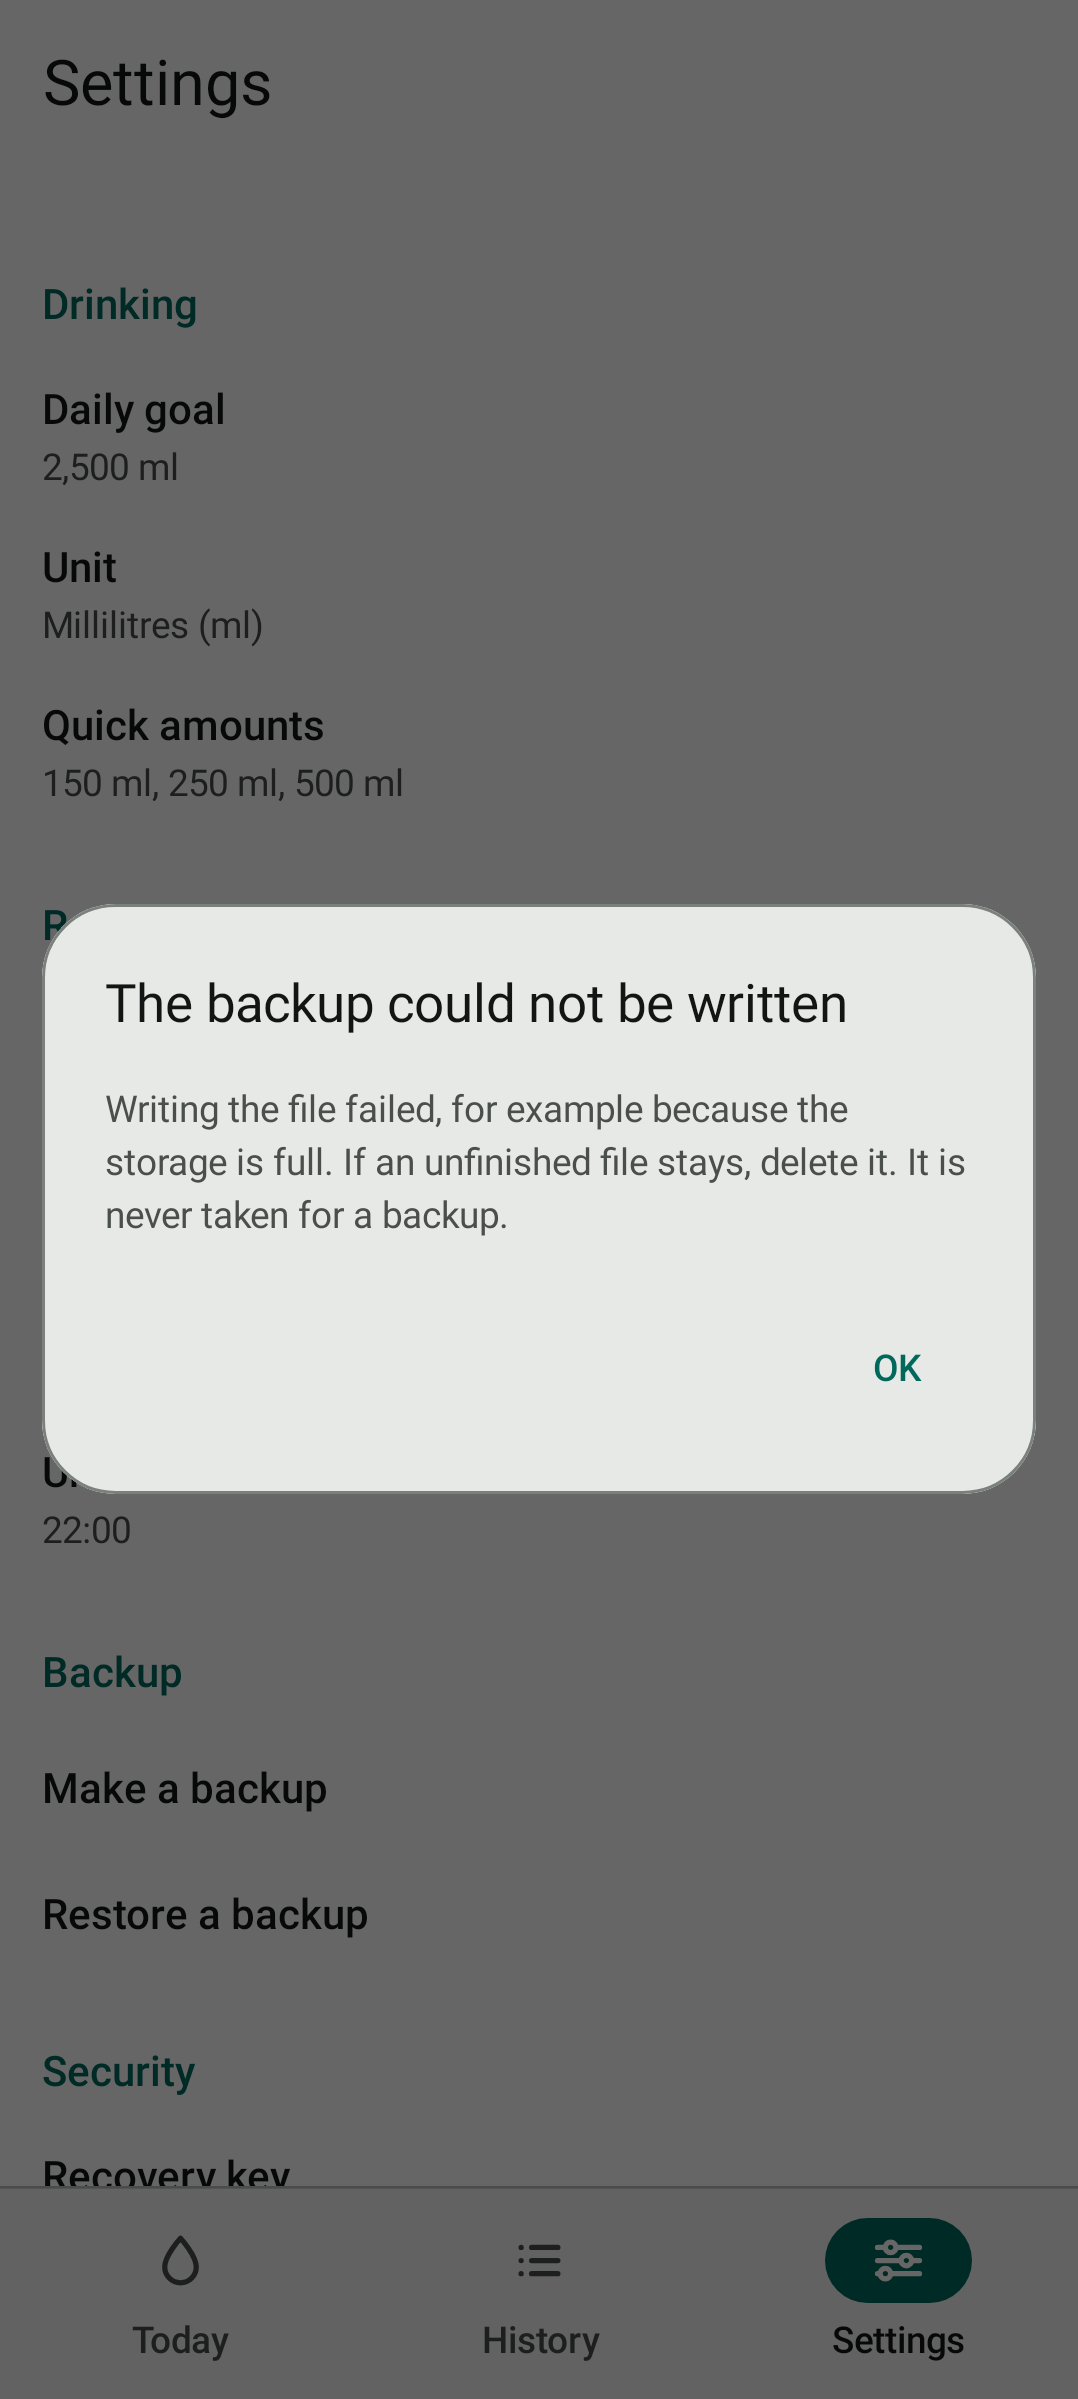 Settings
Drinking
Daily goal
2,500 ml
Unit
Millilitres (ml)
Quick amounts
150 ml, 250 ml, 500 ml
The backup could not be written
Writing the file failed, for example because the
storage is full. If an unfinished file stays, delete it. It is
never taken for a backup.
OK
22:00
Backup
Make a backup
Restore a backup
Security
Recovery key
Today
History
Settings